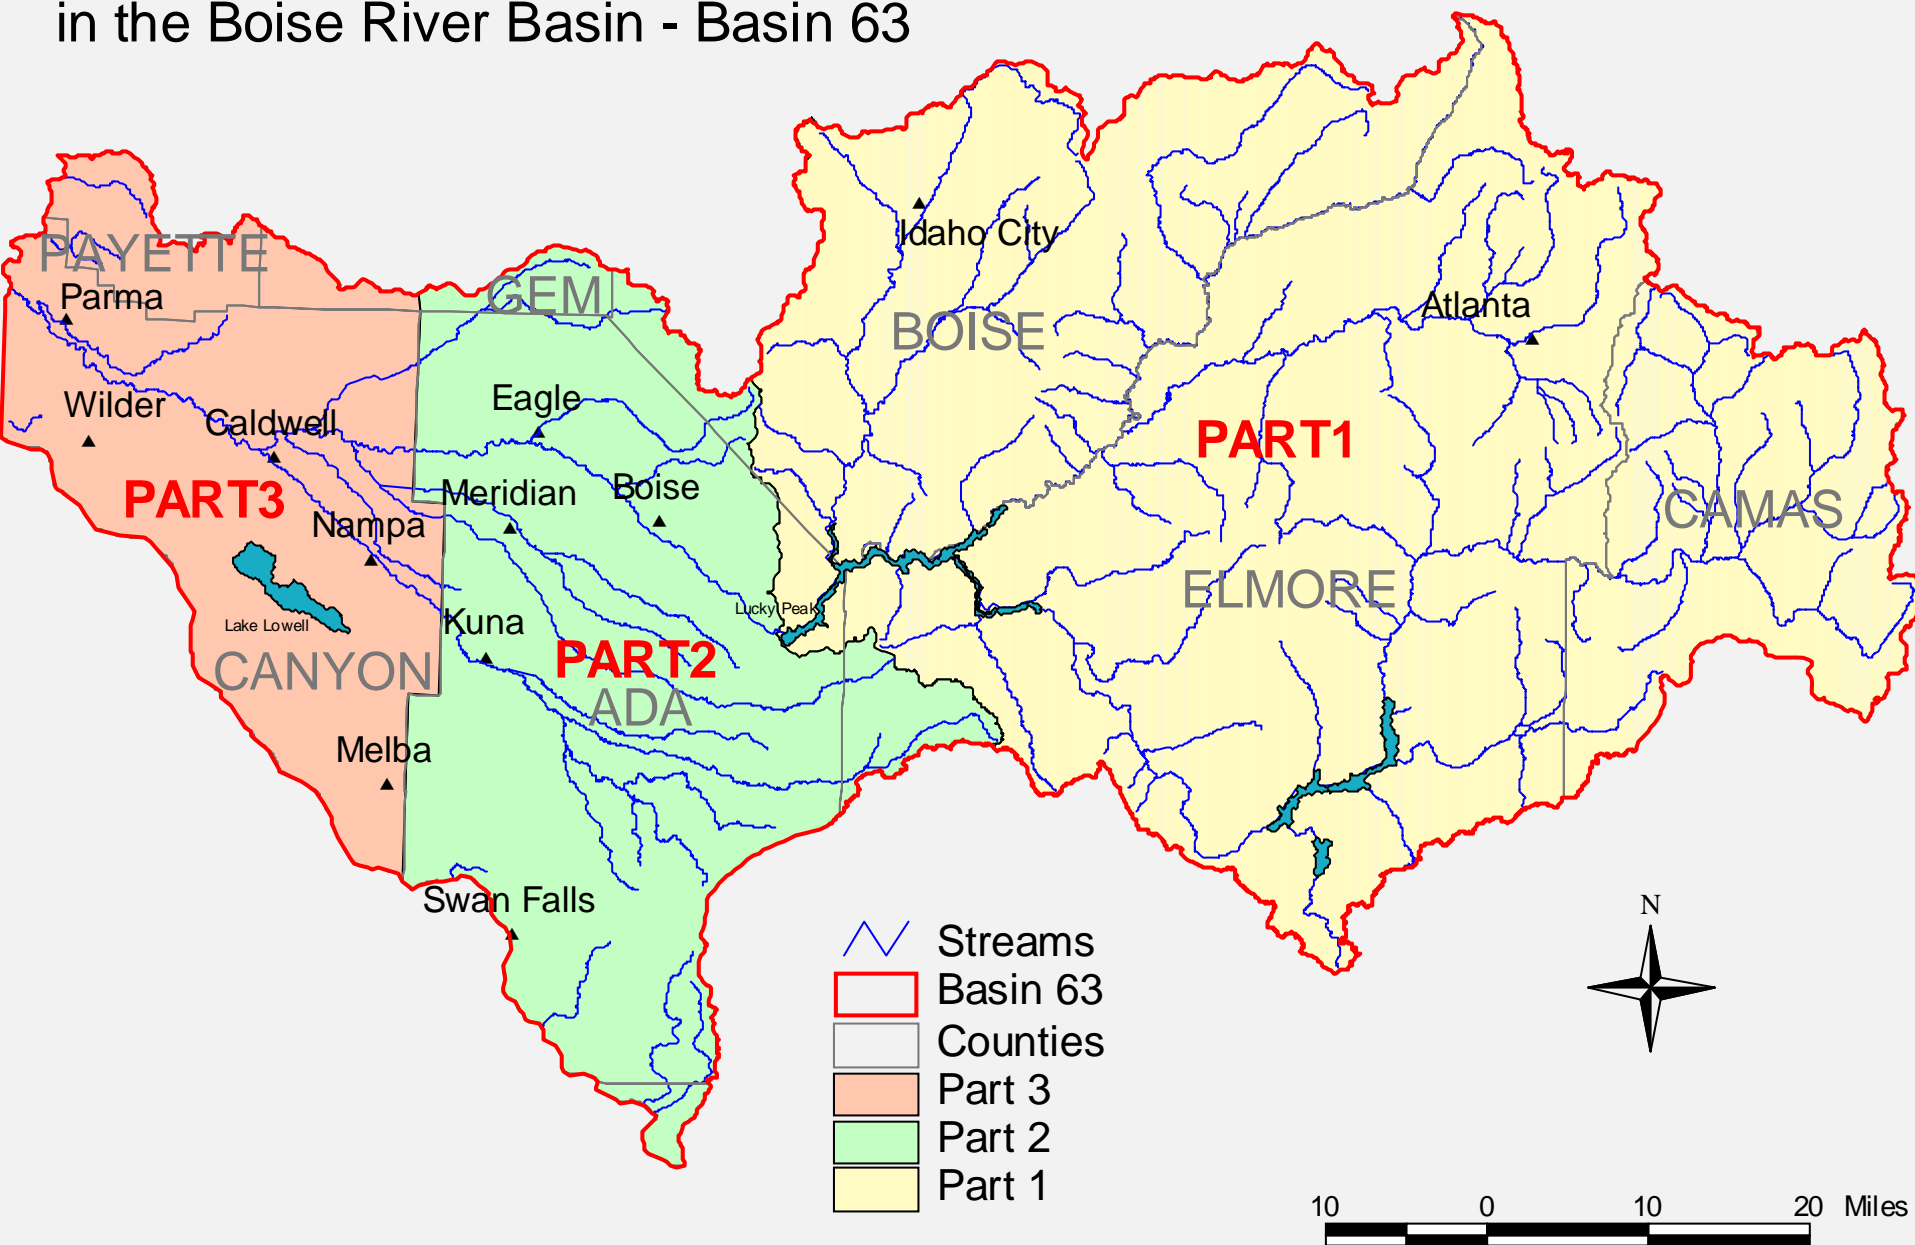 in the Boise River Basin - Basin 63
Idaho City
PAYETTE
GEM
Parma
Atlanta
BOISE
Eagle
Wilder
Caldwell
PART1
Meridian
Boise
PART3
CAMAS
Nampa
ELMORE
Lucky Peak
Kuna
Lake Lowell
PART2
CANYON
ADA
Melba
Swan Falls
N
Streams
Basin 63
Counties
Part 3
Part 2
Part 1
10 0 10 20 Miles